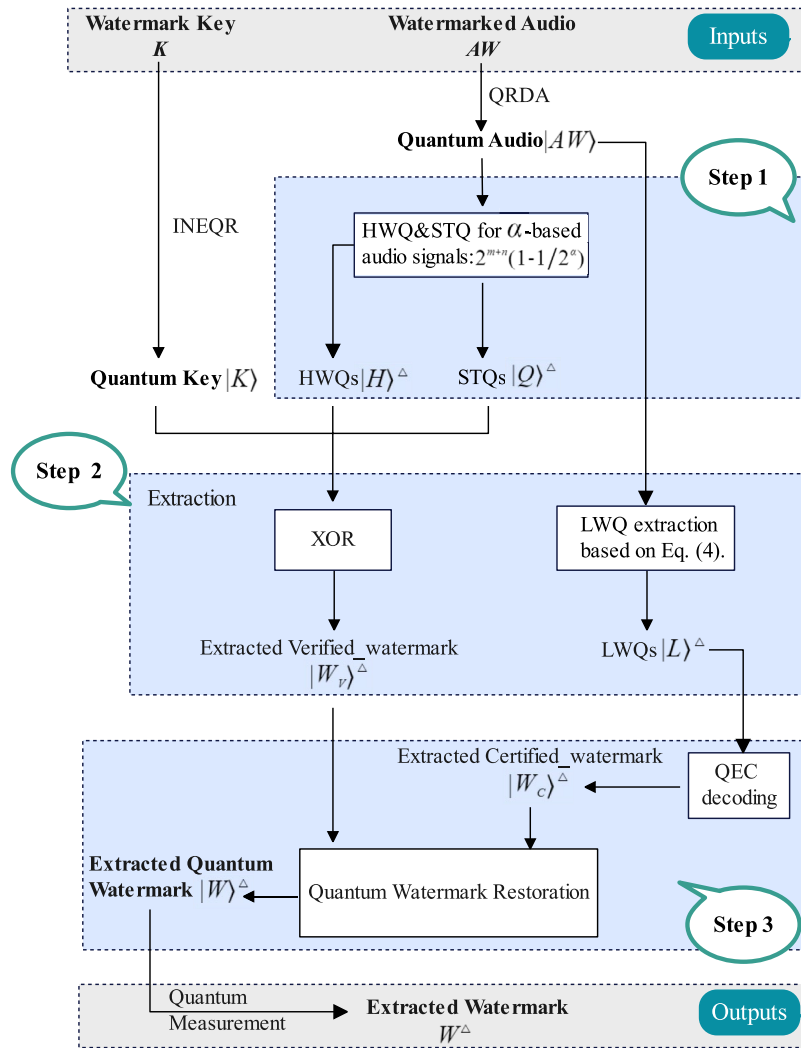 Watermark Key
K
Watermarked Audio
AW
Inputs
QRDA
Quantum Audio|AW⟩
Step 1
INEQR
HWQ&STQ for α-based
audio signals:2^{m+n}(1-1/2^α)
Quantum Key|K⟩
HWQs|H⟩^△
STQs|Q⟩^△
Step 2
Extraction
XOR
LWQ extraction
based on Eq. (4).
Extracted Verified_watermark
|W_V⟩^△
LWQs|L⟩^△
Extracted Certified_watermark
|W_C⟩^△
QEC
decoding
Extracted Quantum
Watermark |W⟩^△
Quantum Watermark Restoration
Step 3
Quantum
Measurement
Extracted Watermark
W^△
Outputs